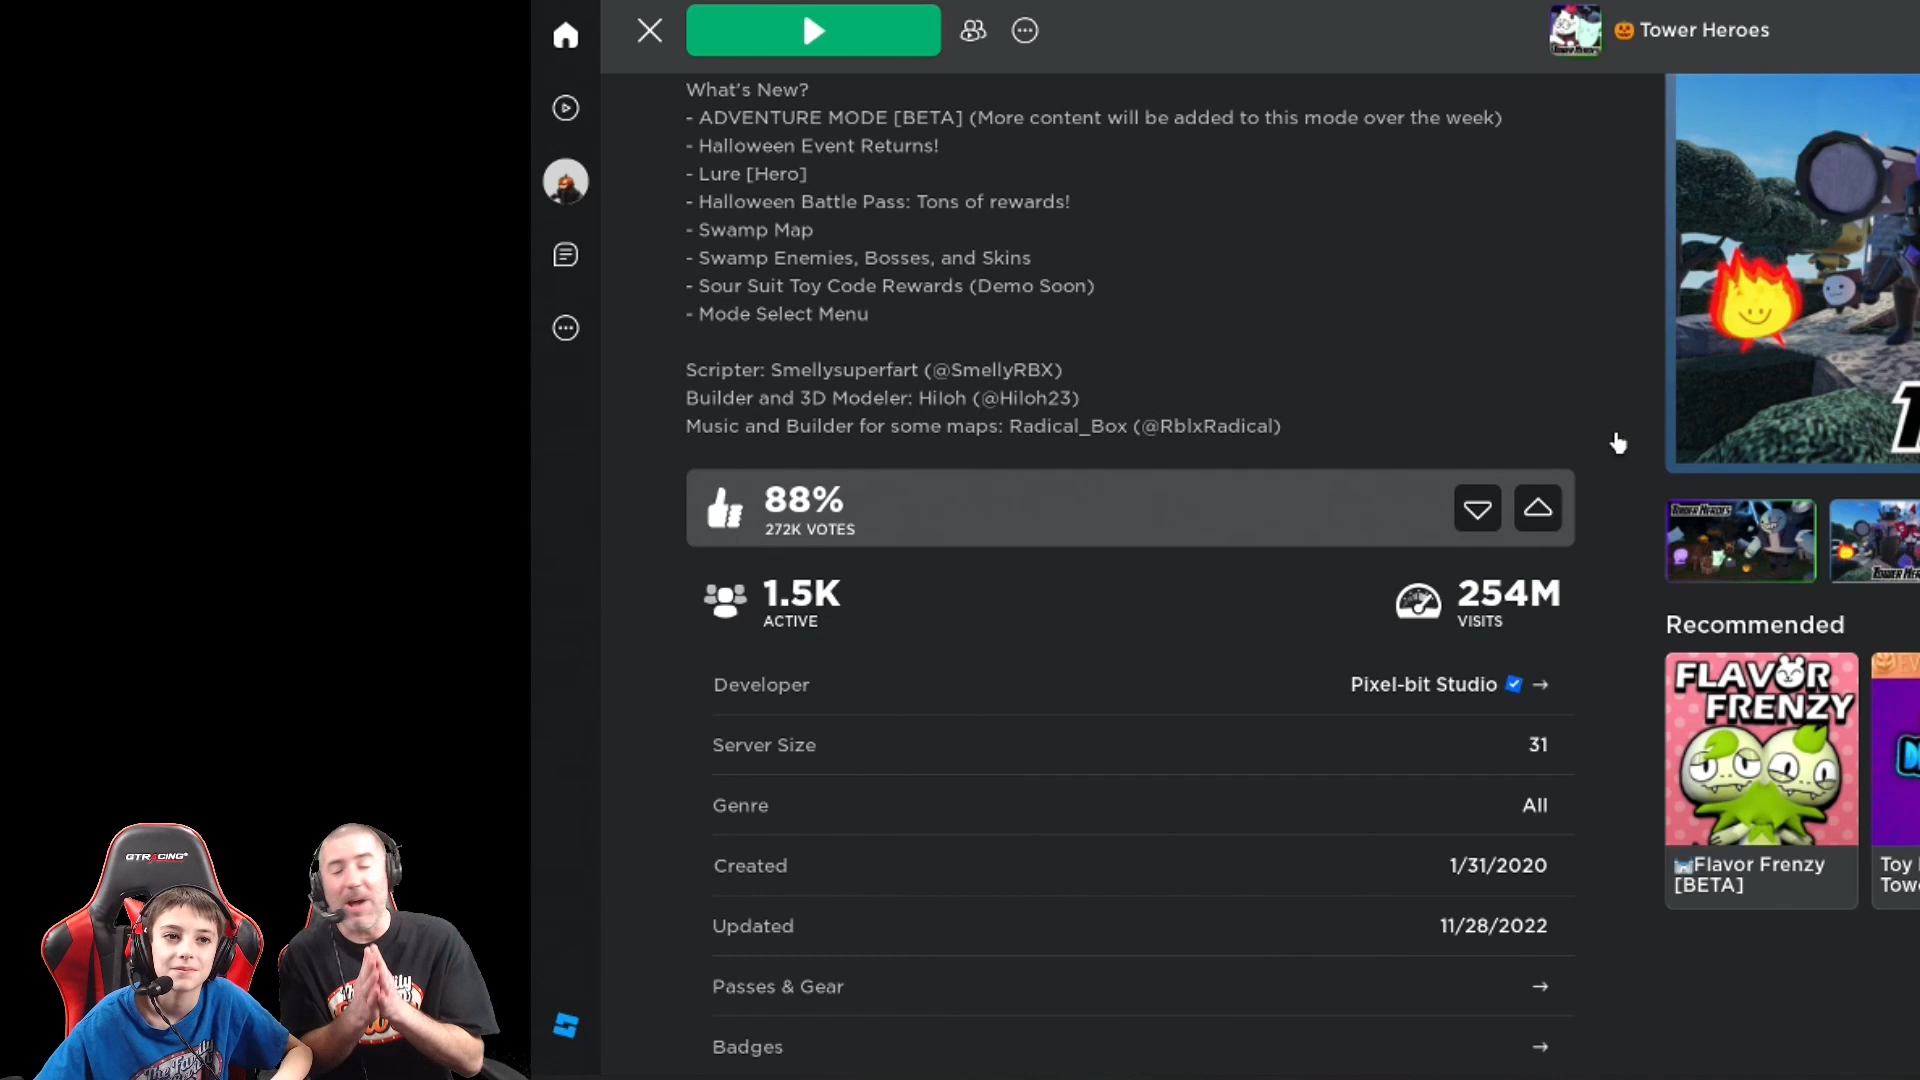 🎃 Tower Heroes
What's New?
- ADVENTURE MODE [BETA] (More content will be added to this mode over the week)
- Halloween Event Returns!
- Lure [Hero]
- Halloween Battle Pass: Tons of rewards!
- Swamp Map
- Swamp Enemies, Bosses, and Skins
- Sour Suit Toy Code Rewards (Demo Soon)
- Mode Select Menu
Scripter: Smellysuperfart (@SmellyRBX)
Builder and 3D Modeler: Hiloh (@Hiloh23)
Music and Builder for some maps: Radical_Box (@RblxRadical)
88%
272K VOTES
1.5K
ACTIVE
254M
VISITS
Developer
Pixel-bit Studio
Server Size
31
Genre
All
Created
1/31/2020
Updated
11/28/2022
Passes & Gear
Badges
TOWER HEROES
Recommended
FLAVOR
FRENZY
Flavor Frenzy
[BETA]
Toy
GTRACING
The Family